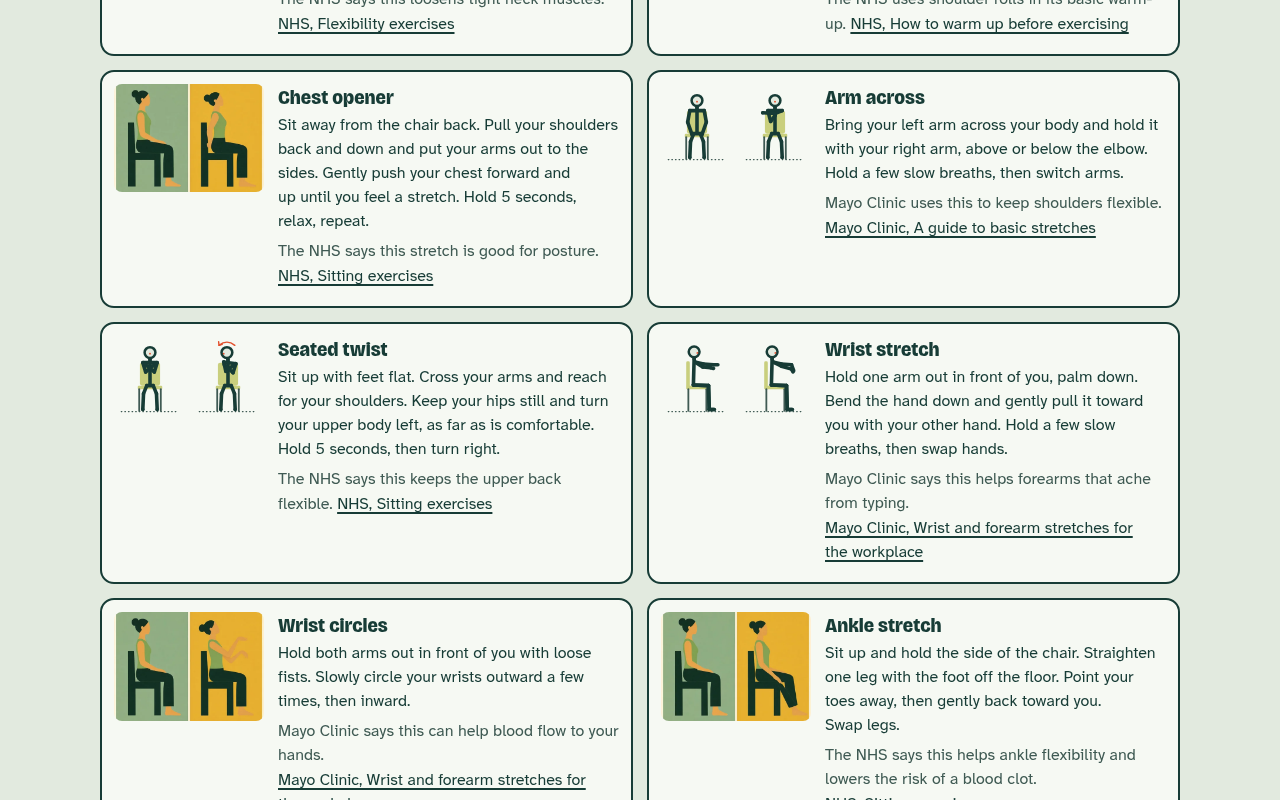 The NHS says this loosens tight neck muscles.
NHS, Flexibility exercises
The NHS uses shoulder rolls in its basic warm-
up. NHS, How to warm up before exercising
Chest opener
Sit away from the chair back. Pull your shoulders
back and down and put your arms out to the
sides. Gently push your chest forward and
up until you feel a stretch. Hold 5 seconds,
relax, repeat.
The NHS says this stretch is good for posture.
NHS, Sitting exercises
Arm across
Bring your left arm across your body and hold it
with your right arm, above or below the elbow.
Hold a few slow breaths, then switch arms.
Mayo Clinic uses this to keep shoulders flexible.
Mayo Clinic, A guide to basic stretches
Seated twist
Sit up with feet flat. Cross your arms and reach
for your shoulders. Keep your hips still and turn
your upper body left, as far as is comfortable.
Hold 5 seconds, then turn right.
The NHS says this keeps the upper back
flexible. NHS, Sitting exercises
Wrist stretch
Hold one arm out in front of you, palm down.
Bend the hand down and gently pull it toward
you with your other hand. Hold a few slow
breaths, then swap hands.
Mayo Clinic says this helps forearms that ache
from typing.
Mayo Clinic, Wrist and forearm stretches for
the workplace
Wrist circles
Hold both arms out in front of you with loose
fists. Slowly circle your wrists outward a few
times, then inward.
Mayo Clinic says this can help blood flow to your
hands.
Mayo Clinic, Wrist and forearm stretches for
Ankle stretch
Sit up and hold the side of the chair. Straighten
one leg with the foot off the floor. Point your
toes away, then gently back toward you.
Swap legs.
The NHS says this helps ankle flexibility and
lowers the risk of a blood clot.